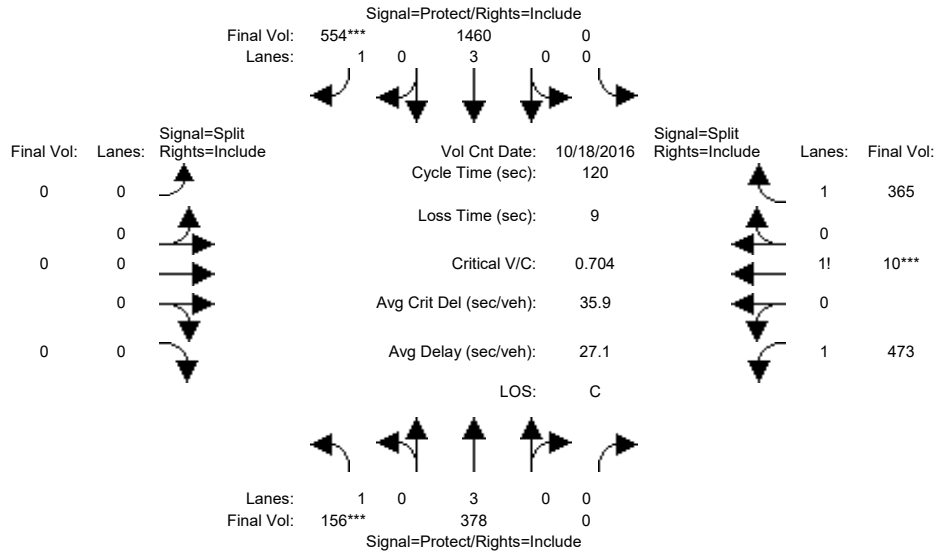 Signal=Protect/Rights=Include
Final Vol: 554*** 1460 0
Lanes: 1 0 3 0 0
Signal=Split
Final Vol: Lanes: Rights=Include
Vol Cnt Date: 10/18/2016
Signal=Split
Rights=Include Lanes: Final Vol:
Cycle Time (sec): 120
0 0 1 365
Loss Time (sec): 9
0 0
0 0 Critical V/C: 0.704 1! 10***
0 Avg Crit Del (sec/veh): 35.9 0
0 0 Avg Delay (sec/veh): 27.1 1 473
LOS: C
Lanes: 1 0 3 0 0
Final Vol: 156*** 378 0
Signal=Protect/Rights=Include